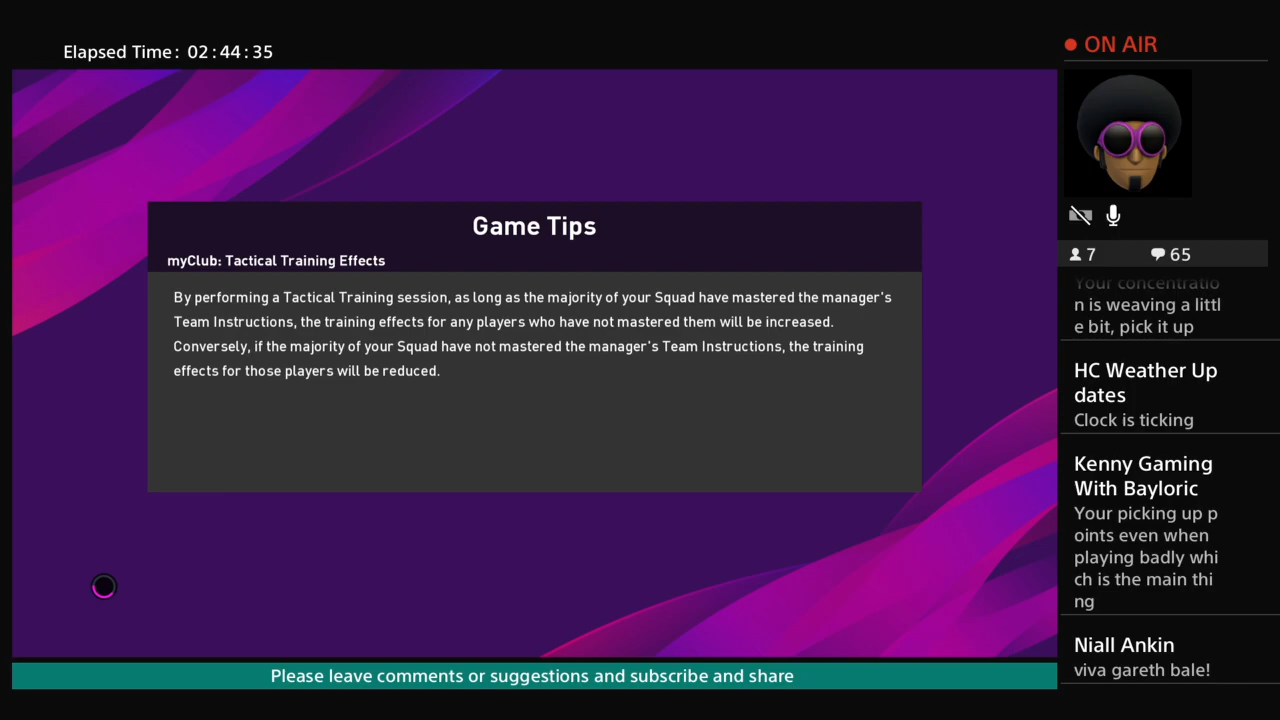 Elapsed Time: 02:44:35
ON AIR
Game Tips
myClub: Tactical Training Effects
By performing a Tactical Training session, as long as the majority of your Squad have mastered the manager's
Team Instructions, the training effects for any players who have not mastered them will be increased.
Conversely, if the majority of your Squad have not mastered the manager's Team Instructions, the training
effects for those players will be reduced.
7
65
Your concentratio
n is weaving a littl
e bit, pick it up
HC Weather Up
dates
Clock is ticking
Kenny Gaming
With Bayloric
Your picking up p
oints even when
playing badly whi
ch is the main thi
ng
Niall Ankin
viva gareth bale!
Please leave comments or suggestions and subscribe and share